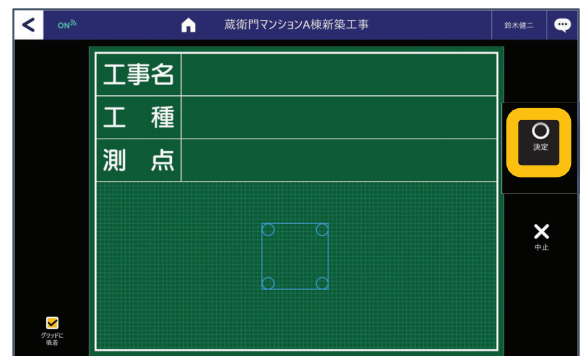 ON
蔵衛門マンションA棟新築工事
鈴木健二
工事名
工　種
測　点
決定
中止
グリッドに
吸着